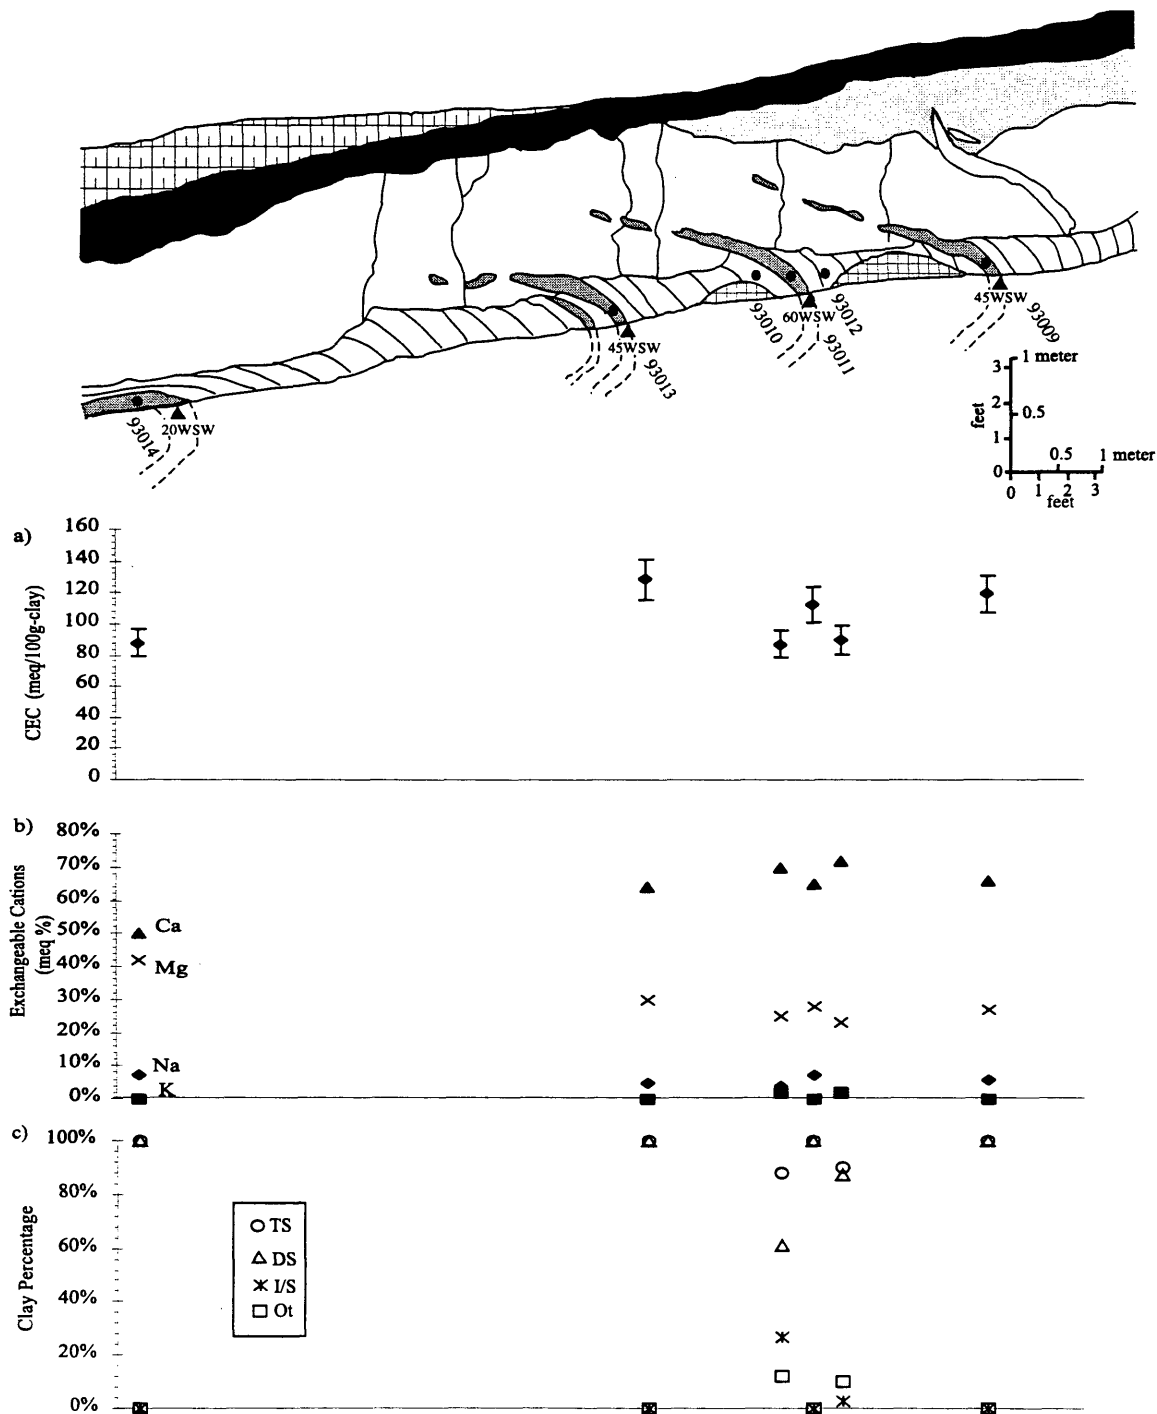 93010
60WSW
93012
93011
45WSW
93009
45WSW
93013
20WSW
93014
3
1 meter
2
0.5
feet
1
0
0.5
1 meter
0 1 2 3
feet
a)
160
140
120
100
80
60
40
20
0
CEC (meq/100g-clay)
b)
80%
70%
60%
50%
40%
30%
20%
10%
0%
Exchangeable Cations
(meq %)
Ca
Mg
Na
K
c)
100%
80%
60%
40%
20%
0%
Clay Percentage
TS
DS
I/S
Ot